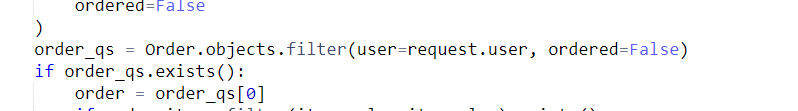 ordered=False
)
order_qs = Order.objects.filter(user=request.user, ordered=False)
if order_qs.exists():
order = order_qs[0]